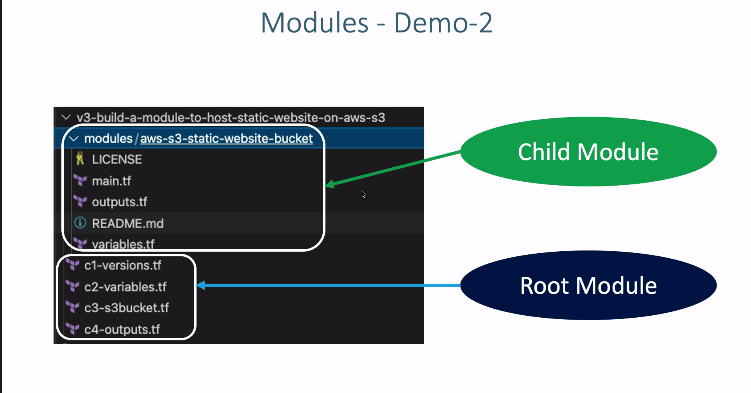 Modules - Demo-2
v3-build-a-module-to-host-static-website-on-aws-s3
modules / aws-s3-static-website-bucket
LICENSE
main.tf
outputs.tf
README.md
variables.tf
c1-versions.tf
c2-variables.tf
c3-s3bucket.tf
c4-outputs.tf
Child Module
Root Module